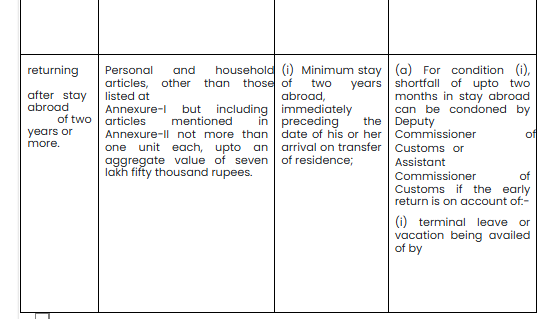 returning
after stay
abroad
of two
years or
more.
Personal and household
articles, other than those
listed at
Annexure-I but including
articles mentioned in
Annexure-II not more than
one unit each, upto an
aggregate value of seven
lakh fifty thousand rupees.
(i) Minimum stay
of two years
abroad,
immediately
preceding the
date of his or her
arrival on transfer
of residence;
(a) For condition (i),
shortfall of upto two
months in stay abroad
can be condoned by
Deputy
Commissioner of
Customs or
Assistant
Commissioner of
Customs if the early
return is on account of:-
(i) terminal leave or
vacation being availed
of by